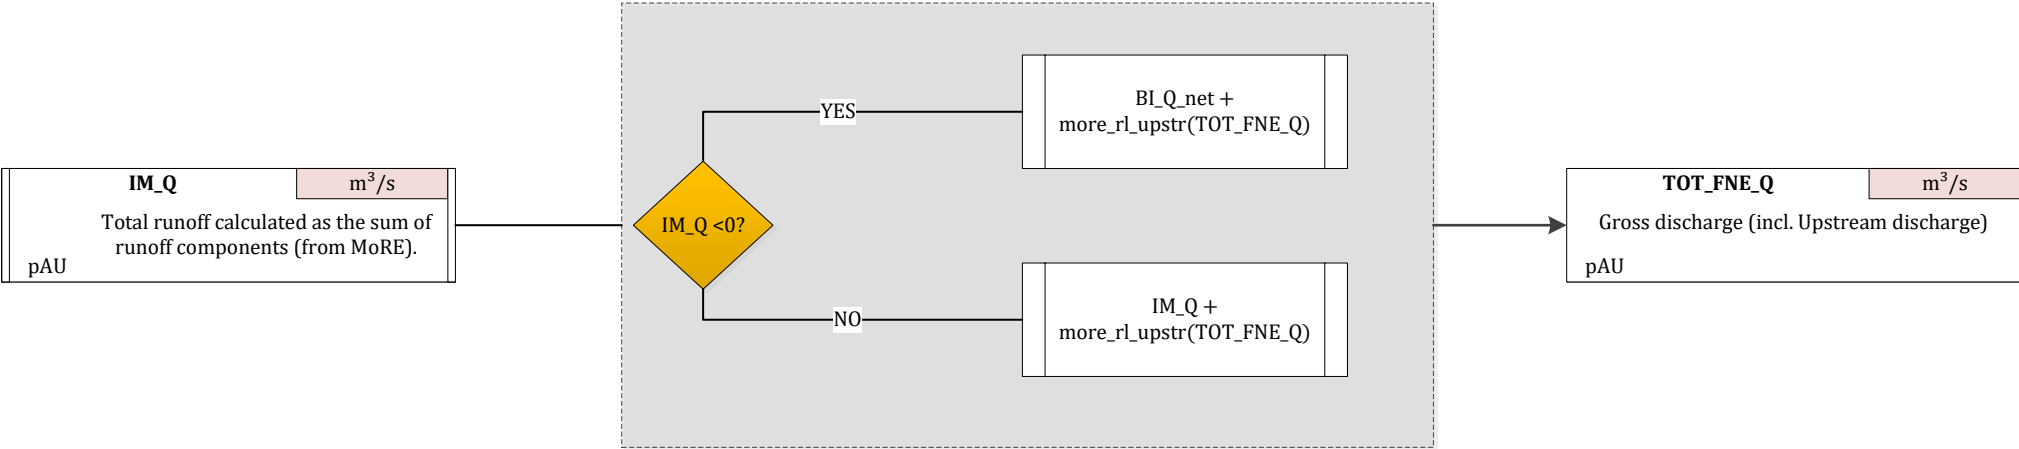 IM_Q
m³/s
Total runoff calculated as the sum of
runoff components (from MoRE).
pAU
IM_Q <0?
YES
BI_Q_net +
more_rl_upstr(TOT_FNE_Q)
NO
IM_Q +
more_rl_upstr(TOT_FNE_Q)
TOT_FNE_Q
m³/s
Gross discharge (incl. Upstream discharge)
pAU